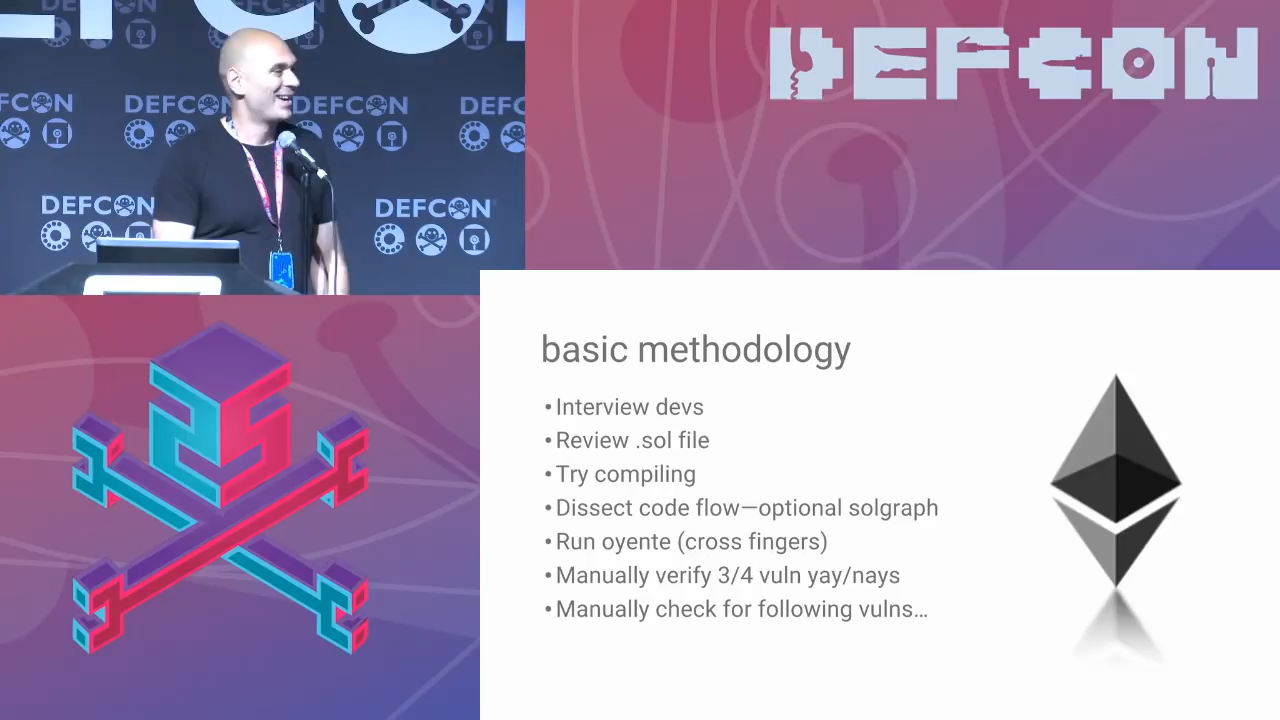 DEFCON
DEFCON
DEFCON
DEFCON
DEFCON
DEFCON
25
basic methodology
•Interview devs
•Review .sol file
•Try compiling
•Dissect code flow—optional solgraph
•Run oyente (cross fingers)
•Manually verify 3/4 vuln yay/nays
•Manually check for following vulns…